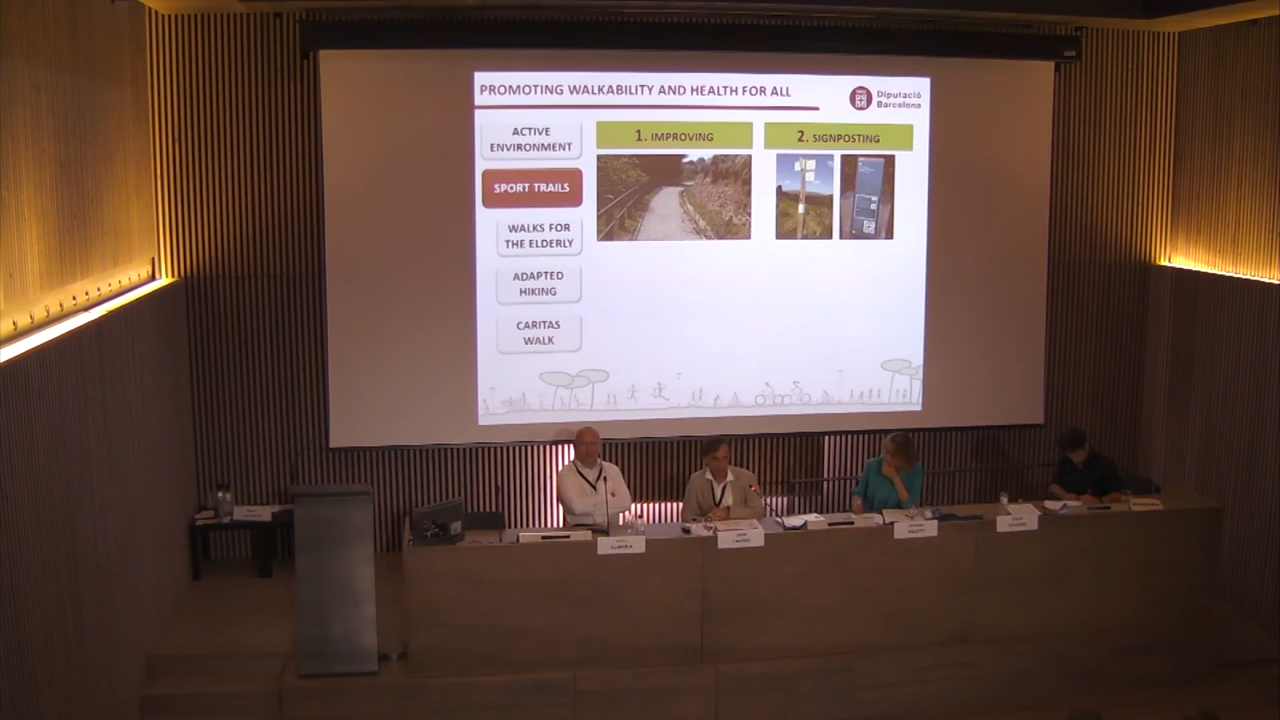 PROMOTING WALKABILITY AND HEALTH FOR ALL
Diputació
Barcelona
ACTIVE
ENVIRONMENT
1. IMPROVING
2. SIGNPOSTING
SPORT TRAILS
WALKS FOR
THE ELDERLY
ADAPTED
HIKING
CARITAS
WALK